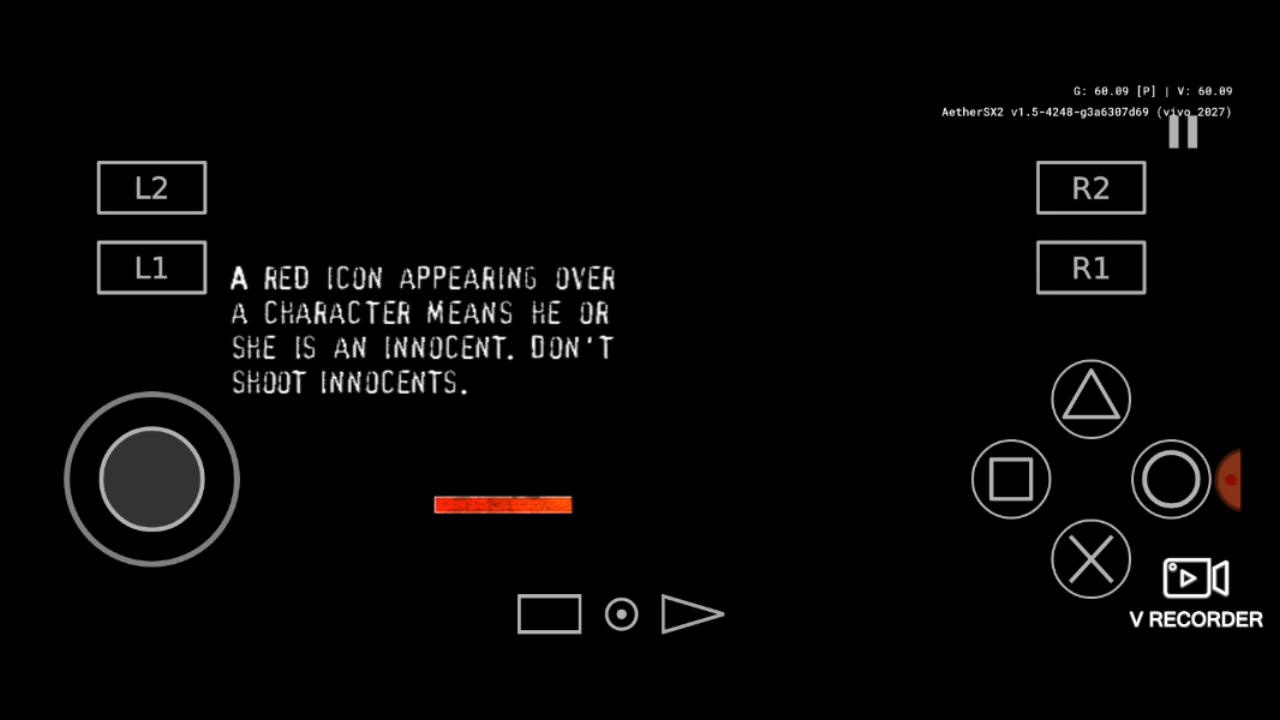 G: 60.09 [P] | V: 60.09
AetherSX2 v1.5-4248-g3a6307d69 (vivo 2027)
L2
R2
L1
R1
A RED ICON APPEARING OVER
A CHARACTER MEANS HE OR
SHE IS AN INNOCENT. DON'T
SHOOT INNOCENTS.
V RECORDER